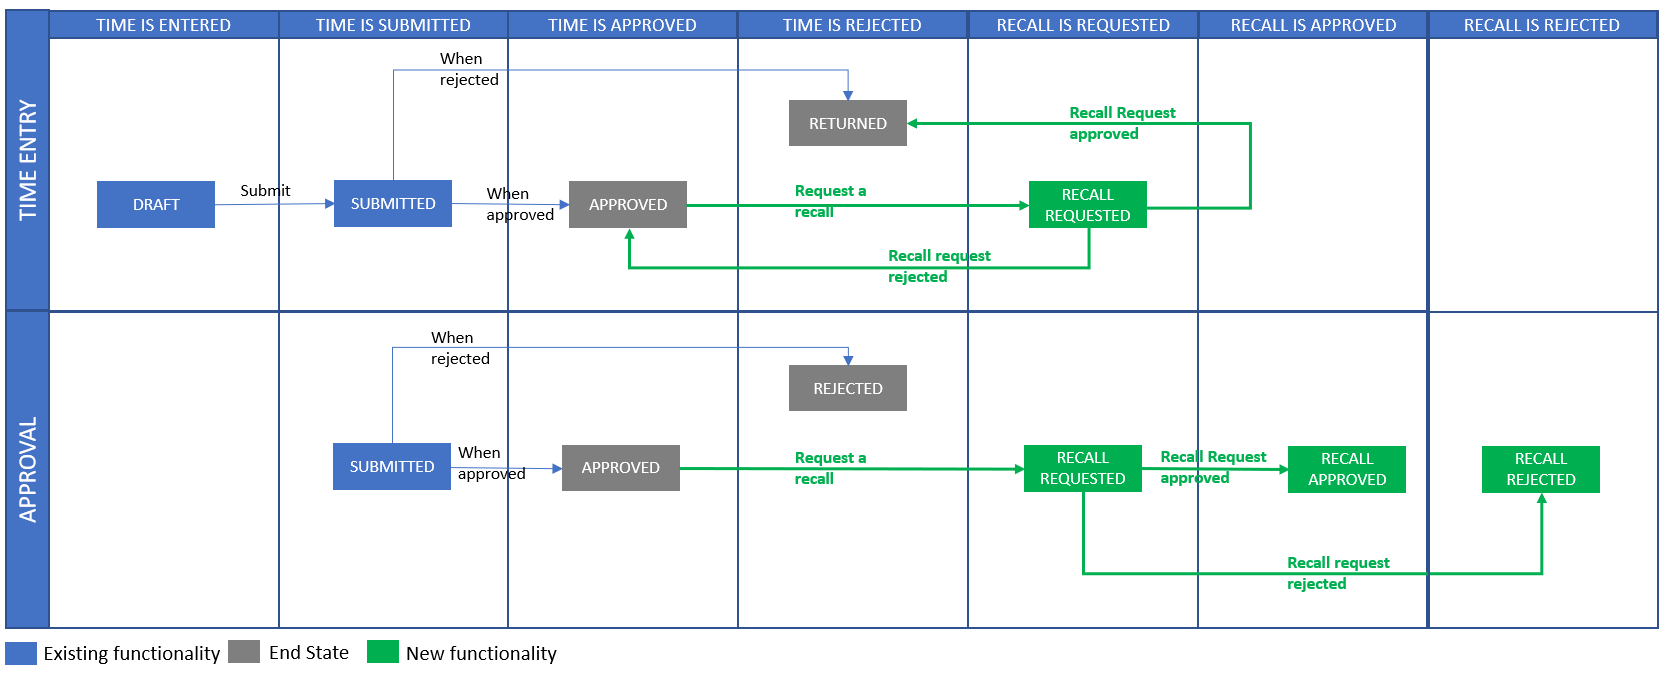 TIME IS ENTERED
TIME IS SUBMITTED
TIME IS APPROVED
TIME IS REJECTED
RECALL IS REQUESTED
RECALL IS APPROVED
RECALL IS REJECTED
TIME ENTRY
When
rejected
RETURNED
Recall Request
approved
DRAFT
Submit
SUBMITTED
When
approved
APPROVED
Request a
recall
RECALL
REQUESTED
Recall request
rejected
APPROVAL
When
rejected
REJECTED
SUBMITTED
When
approved
APPROVED
Request a
recall
RECALL
REQUESTED
Recall Request
approved
RECALL
APPROVED
RECALL
REJECTED
Recall request
rejected
Existing functionality
End State
New functionality